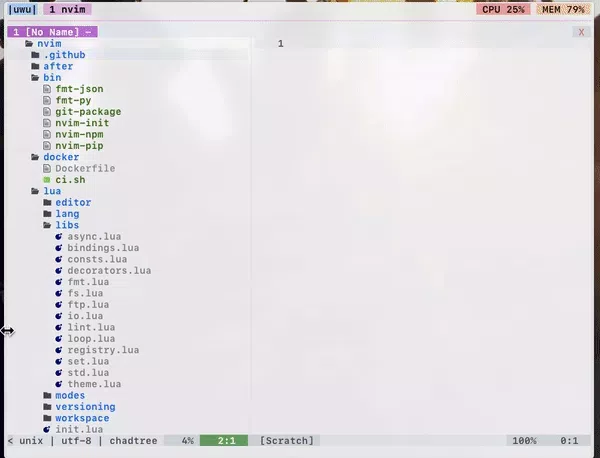 |uwu| 1 nvim CPU 25% MEM 79%
1 [No Name] — X
nvim 1
.github
after
bin
fmt-json
fmt-py
git-package
nvim-init
nvim-npm
nvim-pip
docker
Dockerfile
ci.sh
lua
editor
lang
libs
async.lua
bindings.lua
consts.lua
decorators.lua
fmt.lua
fs.lua
ftp.lua
io.lua
lint.lua
loop.lua
registry.lua
set.lua
std.lua
theme.lua
modes
versioning
workspace
init.lua
< unix | utf-8 | chadtree 4% 2:1 [Scratch] 100% 0:1